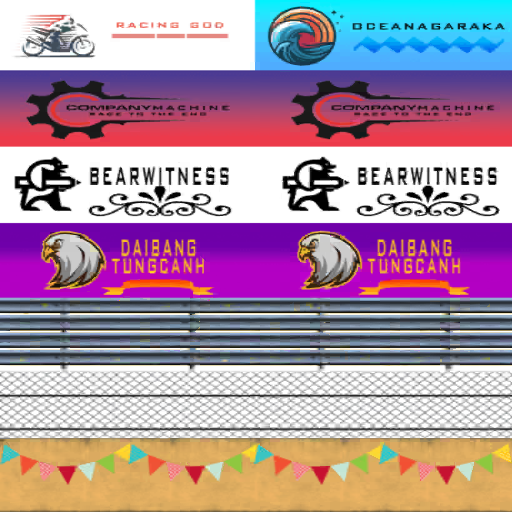 RACING GOD
OCEANAGARAKA
COMPANYMACHINE
RACE TO THE END
COMPANYMACHINE
RACE TO THE END
BEARWITNESS
BEARWITNESS
DAIBANG
TUNGCANH
DAIBANG
TUNGCANH